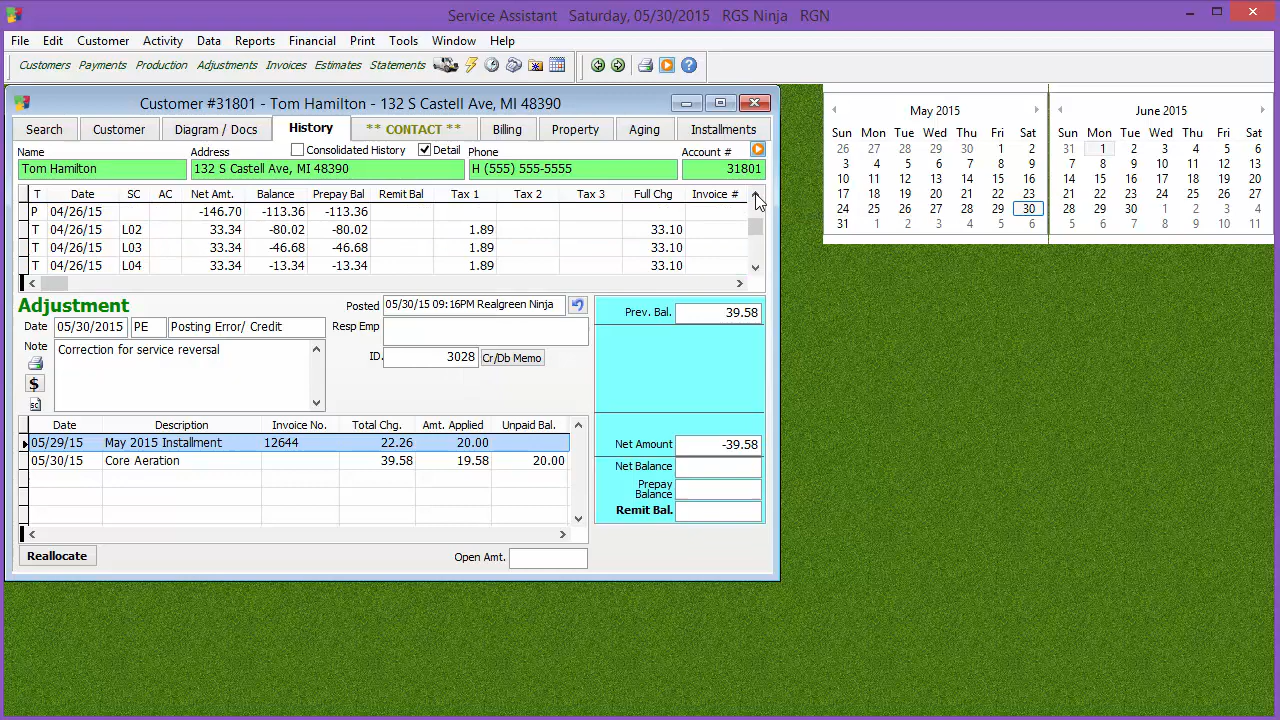 Service Assistant   Saturday, 05/30/2015   RGS Ninja   RGN
File Edit Customer Activity Data Reports Financial Print Tools Window Help
Customers Payments Production Adjustments Invoices Estimates Statements
Customer #31801 - Tom Hamilton - 132 S Castell Ave, MI 48390
Search Customer Diagram / Docs History ** CONTACT ** Billing Property Aging Installments
Name Address Consolidated History Detail Phone Account #
Tom Hamilton 132 S Castell Ave, MI 48390 H (555) 555-5555 31801
T Date SC AC Net Amt. Balance Prepay Bal Remit Bal Tax 1 Tax 2 Tax 3 Full Chg Invoice #
P 04/26/15 -146.70 -113.36 -113.36
T 04/26/15 L02 33.34 -80.02 -80.02 1.89 33.10
T 04/26/15 L03 33.34 -46.68 -46.68 1.89 33.10
T 04/26/15 L04 33.34 -13.34 -13.34 1.89 33.10
Adjustment
Posted 05/30/15 09:16PM Realgreen Ninja
Date 05/30/2015 PE Posting Error/ Credit
Resp Emp
Note Correction for service reversal
ID. 3028 Cr/Db Memo
$
SC
Prev. Bal. 39.58
Net Amount -39.58
Net Balance
Prepay
Balance
Remit Bal.
Date Description Invoice No. Total Chg. Amt. Applied Unpaid Bal.
05/29/15 May 2015 Installment 12644 22.26 20.00
05/30/15 Core Aeration 39.58 19.58 20.00
Reallocate
Open Amt.
May 2015
Sun Mon Tue Wed Thu Fri Sat
26 27 28 29 30 1 2
3 4 5 6 7 8 9
10 11 12 13 14 15 16
17 18 19 20 21 22 23
24 25 26 27 28 29 30
31 1 2 3 4 5 6
June 2015
Sun Mon Tue Wed Thu Fri Sat
31 1 2 3 4 5 6
7 8 9 10 11 12 13
14 15 16 17 18 19 20
21 22 23 24 25 26 27
28 29 30 1 2 3 4
5 6 7 8 9 10 11